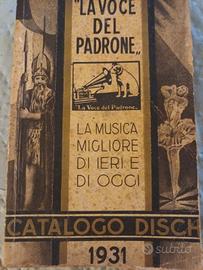 "LA VOCE
DEL
PADRONE„
"La Voce del Padrone„
LA MUSICA
MIGLIORE
DI IERI E
DI OGGI
CATALOGO DISCH
1931
subito